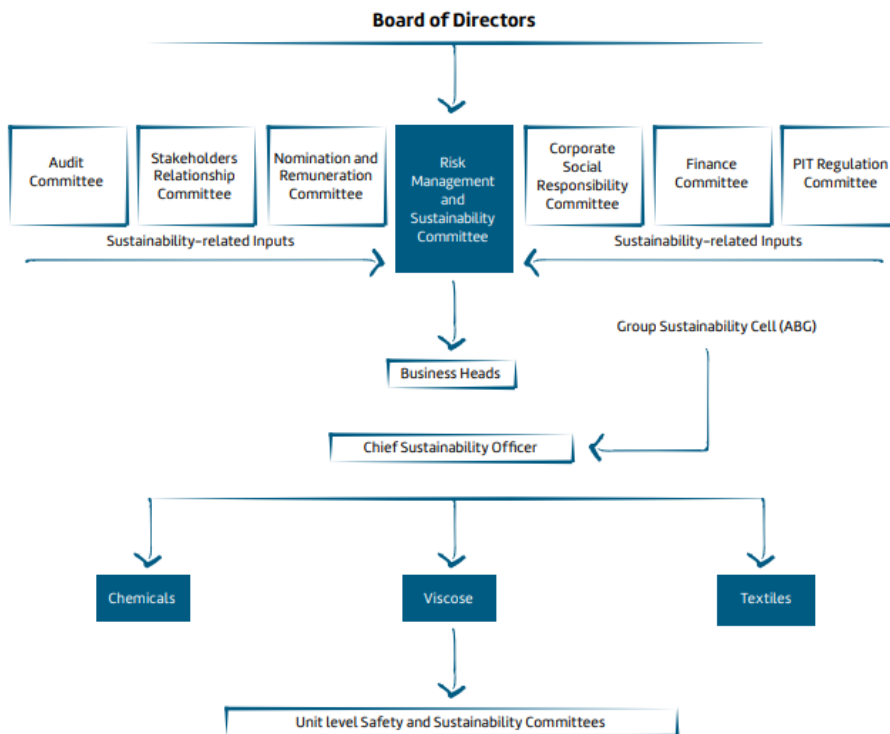 Board of Directors
Audit
Committee
Stakeholders
Relationship
Committee
Nomination and
Remuneration
Committee
Risk
Management
and
Sustainability
Committee
Corporate
Social
Responsibility
Committee
Finance
Committee
PIT Regulation
Committee
Sustainability-related Inputs
Sustainability-related Inputs
Group Sustainability Cell (ABG)
Business Heads
Chief Sustainability Officer
Chemicals
Viscose
Textiles
Unit level Safety and Sustainability Committees